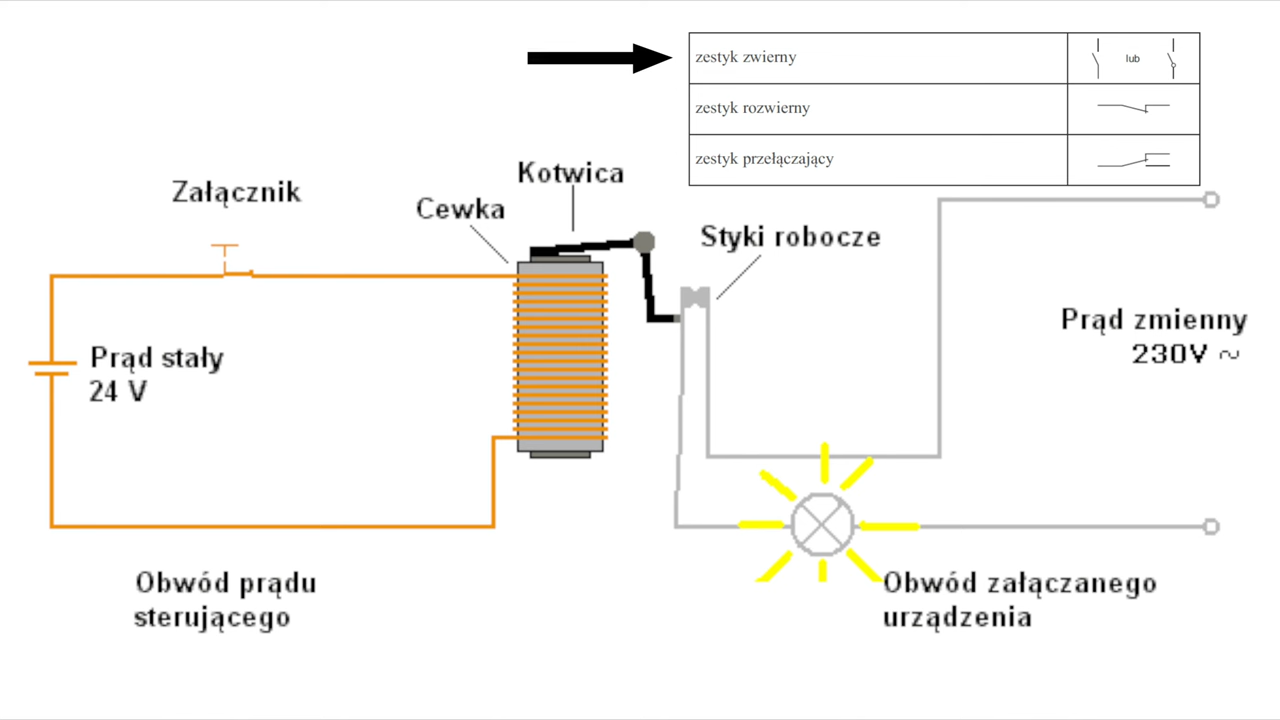 zestyk zwierny
lub
zestyk rozwierny
zestyk przełączający
Kotwica
Załącznik
Cewka
Styki robocze
Prąd zmienny
230V ~
Prąd stały
24 V
Obwód prądu
sterującego
Obwód załączanego
urządzenia